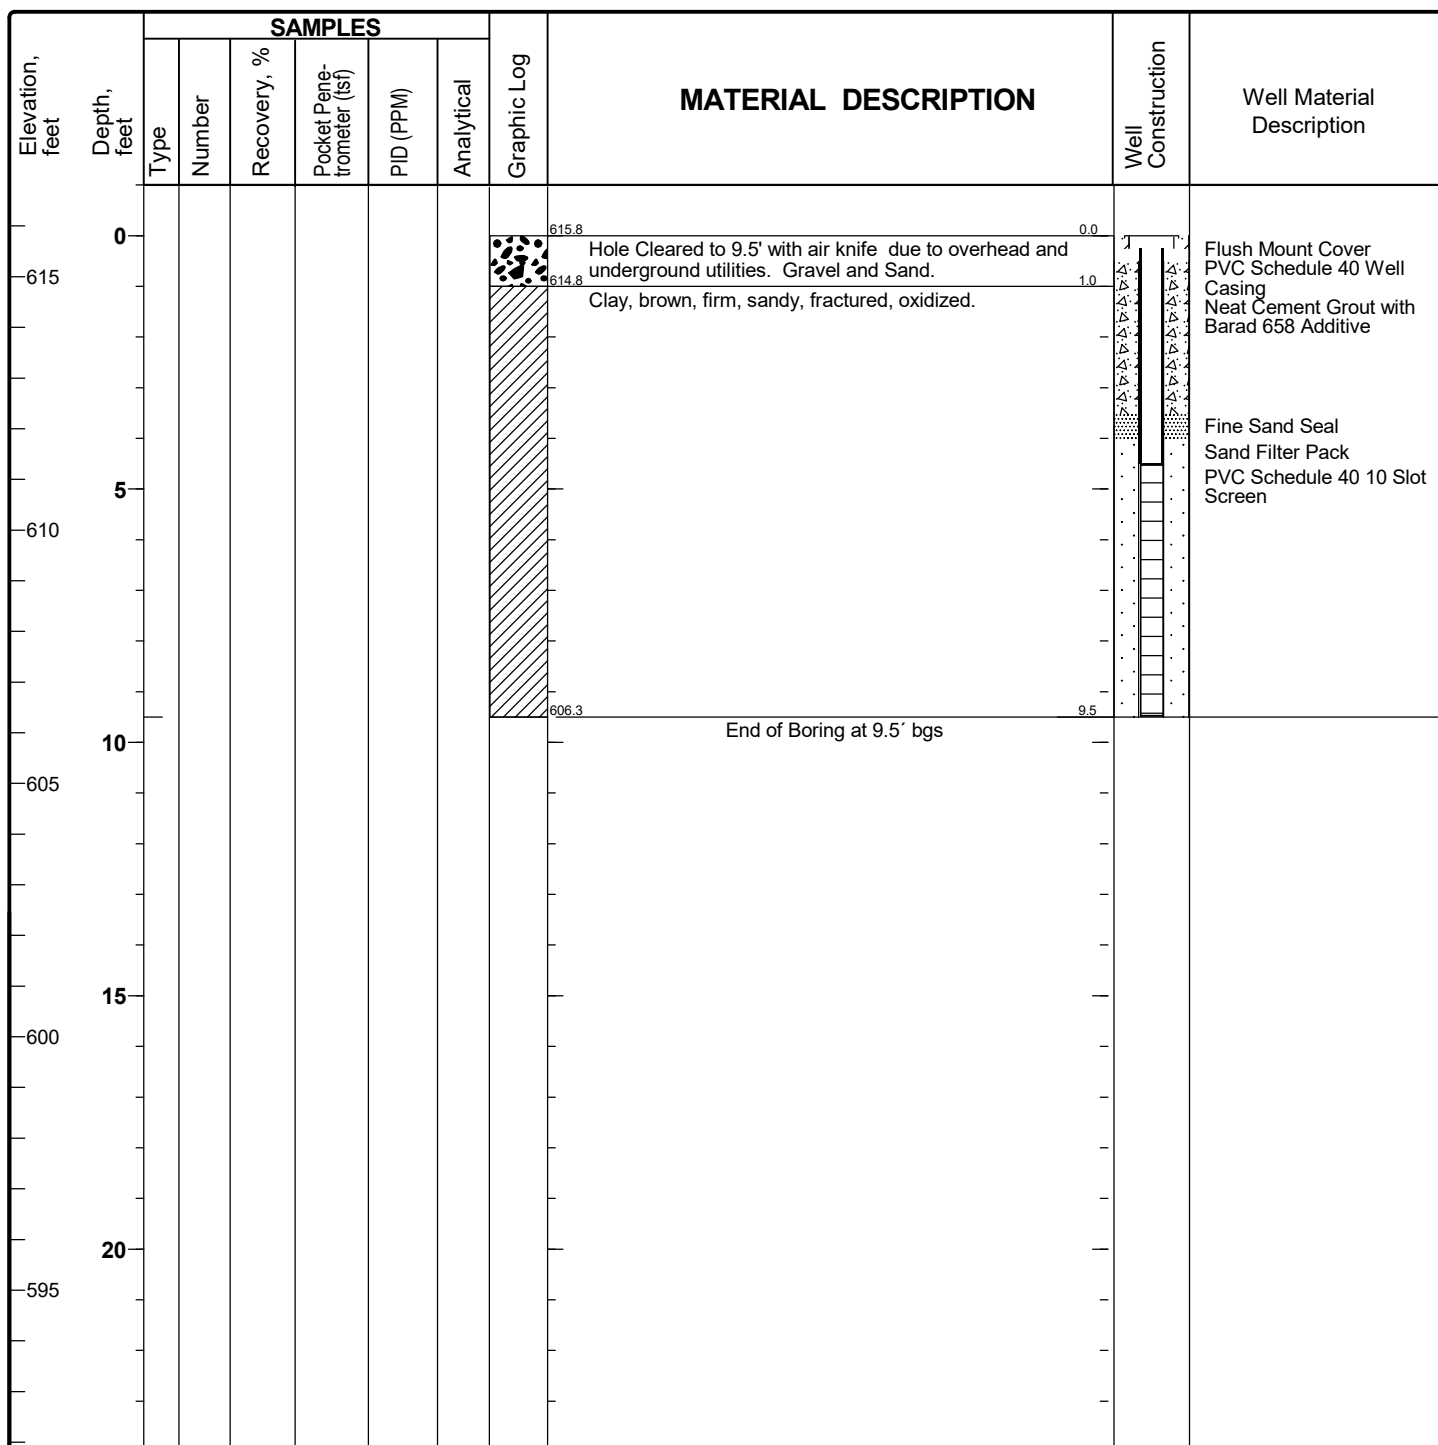 SAMPLES
Elevation,
feet
Depth,
feet
Type
Number
Recovery, %
Pocket Pene-
trometer (tsf)
PID (PPM)
Analytical
Graphic Log
MATERIAL DESCRIPTION
Well
Construction
Well Material
Description
0
615.8
0.0
Hole Cleared to 9.5' with air knife due to overhead and
underground utilities. Gravel and Sand.
614.8
1.0
Clay, brown, firm, sandy, fractured, oxidized.
Flush Mount Cover
PVC Schedule 40 Well
Casing
Neat Cement Grout with
Barad 658 Additive
615
Fine Sand Seal
Sand Filter Pack
PVC Schedule 40 10 Slot
Screen
5
610
606.3
9.5
End of Boring at 9.5´ bgs
10
605
15
600
20
595